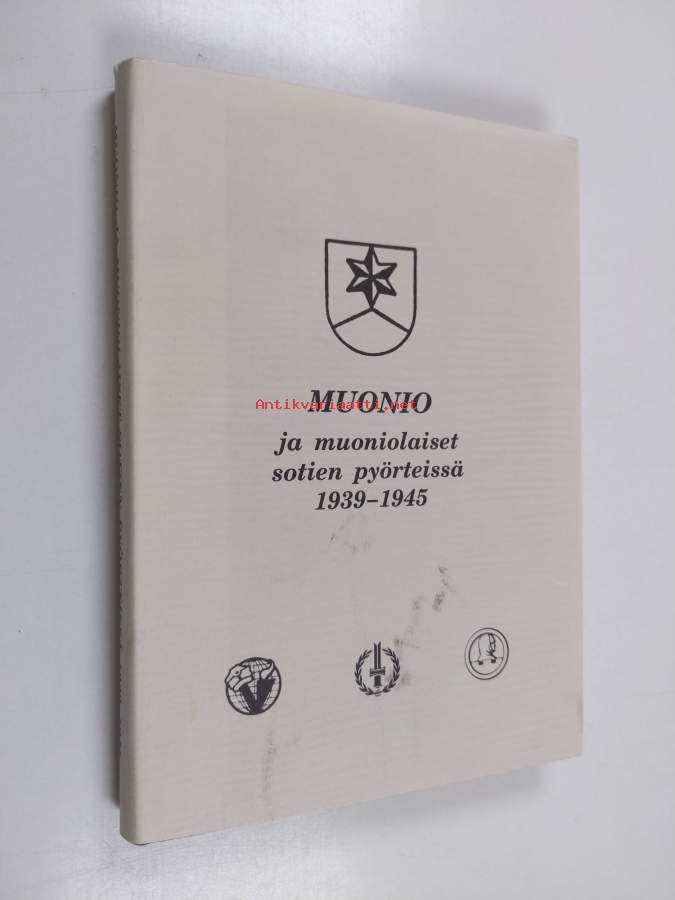 MUONIO
Antikvariaatti.net
ja muoniolaiset
sotien pyörteissä
1939–1945
V